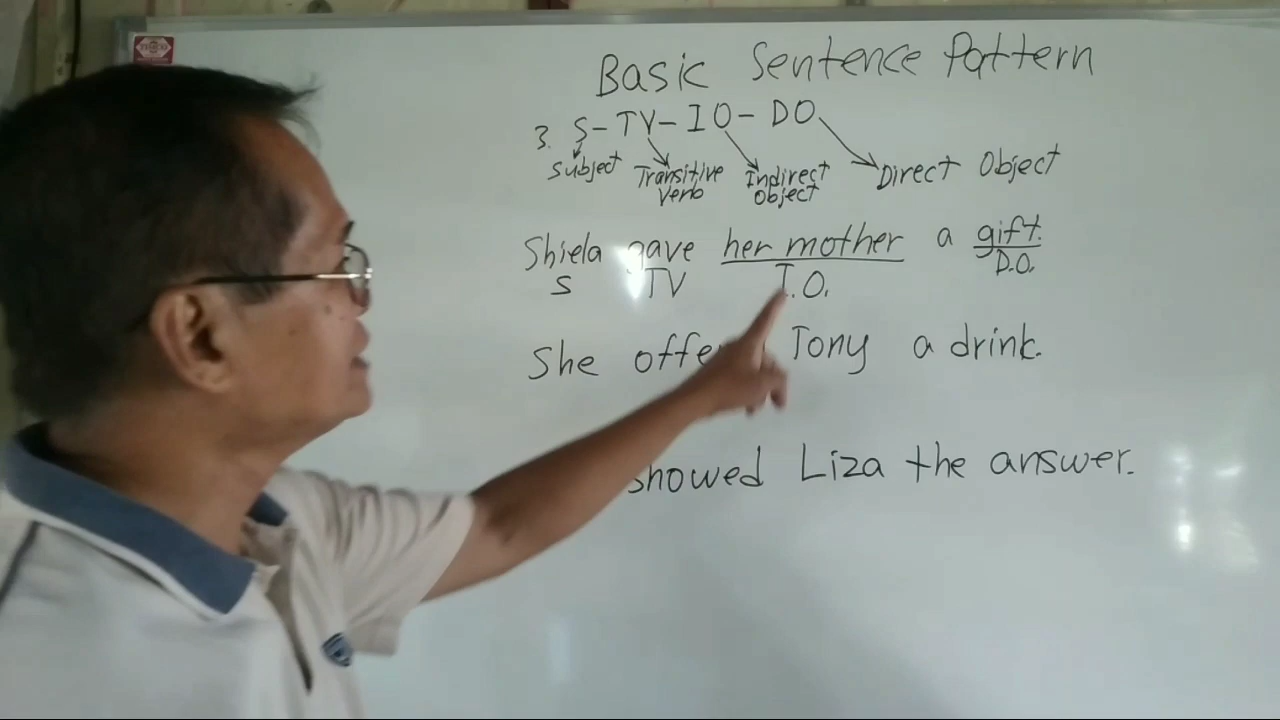 Basic Sentence Pattern
3. S - TV - IO - DO
Subject Transitive Verb Indirect Object Direct Object
Shiela gave her mother a gift.
S TV I.O. D.O.
She Tony a drink.
showed Liza the answer.